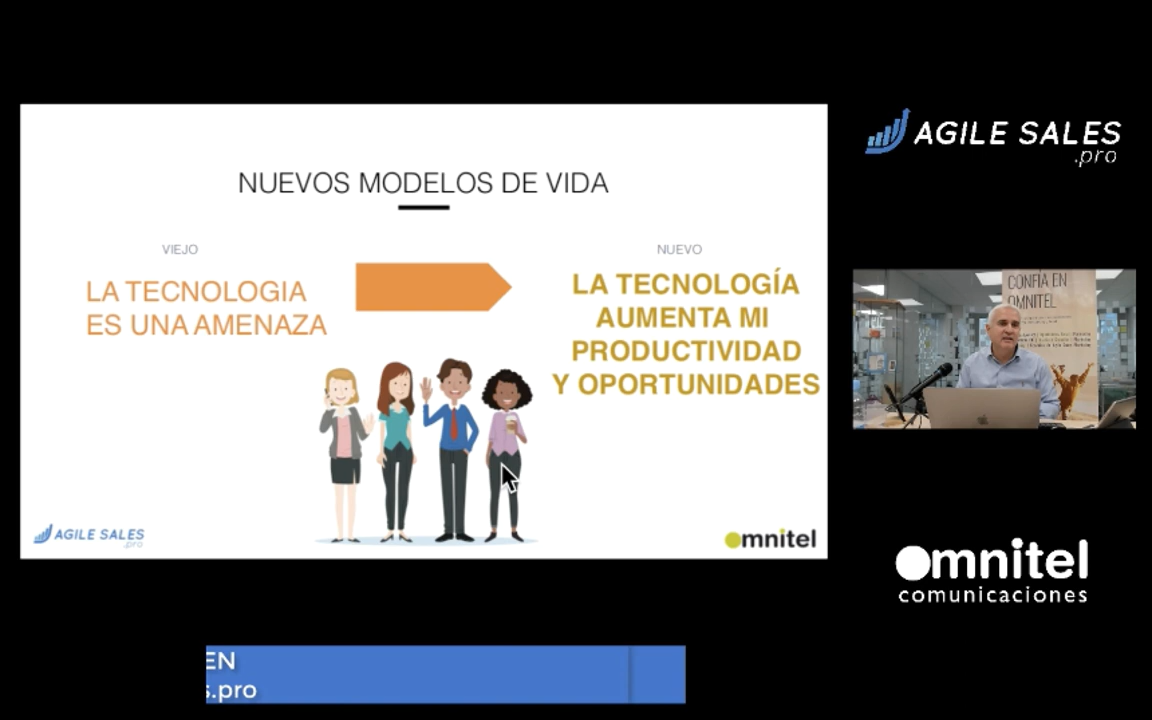 NUEVOS MODELOS DE VIDA
VIEJO
LA TECNOLOGIA
ES UNA AMENAZA
NUEVO
LA TECNOLOGÍA
AUMENTA MI
PRODUCTIVIDAD
Y OPORTUNIDADES
AGILE SALES
.pro
omnitel
AGILE SALES
.pro
CONFÍA EN
OMNITEL
omnitel
comunicaciones
EN
s.pro